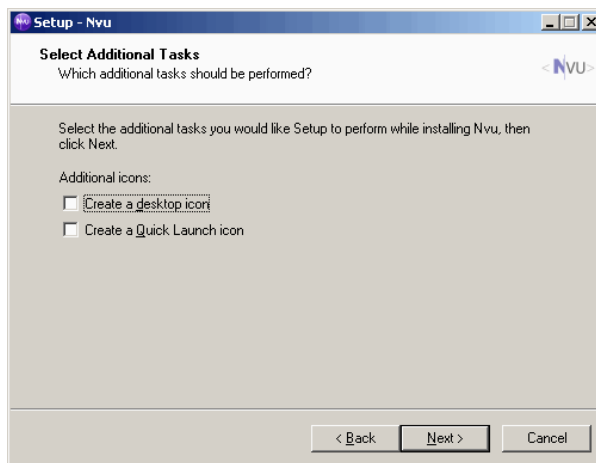 Setup - Nvu
Select Additional Tasks
Which additional tasks should be performed?
<NVU>
Select the additional tasks you would like Setup to perform while installing Nvu, then
click Next.
Additional icons:
Create a desktop icon
Create a Quick Launch icon
< Back
Next >
Cancel